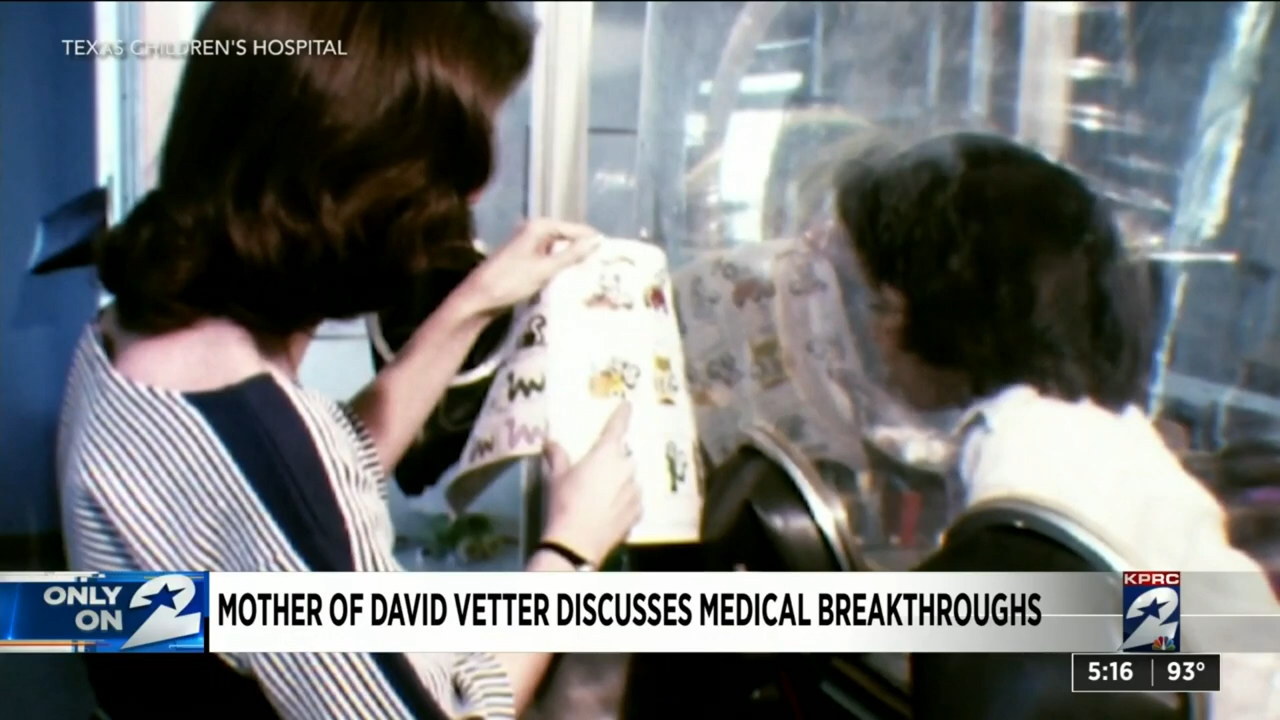 TEXAS CHILDREN'S HOSPITAL
ONLY
ON 2
MOTHER OF DAVID VETTER DISCUSSES MEDICAL BREAKTHROUGHS
KPRC
2
5:16 93°